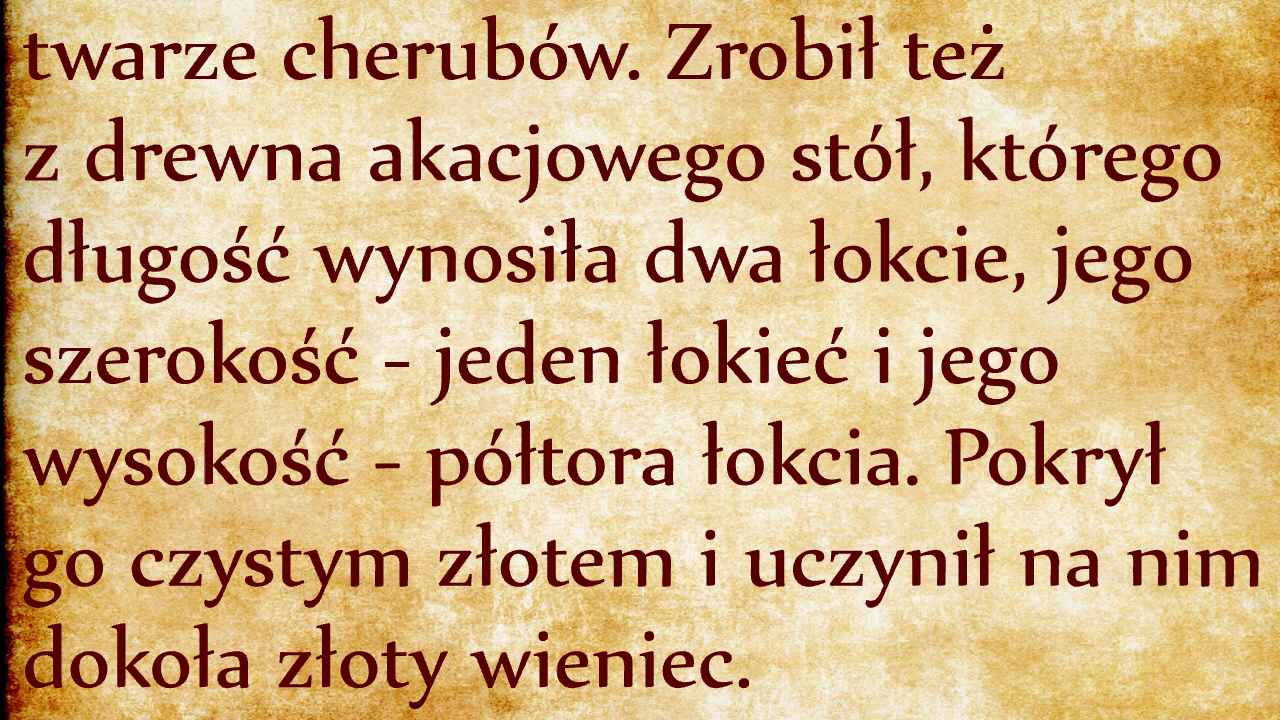 twarze cherubów. Zrobił też
z drewna akacjowego stół, którego
długość wynosiła dwa łokcie, jego
szerokość - jeden łokieć i jego
wysokość - półtora łokcia. Pokrył
go czystym złotem i uczynił na nim
dokoła złoty wieniec.